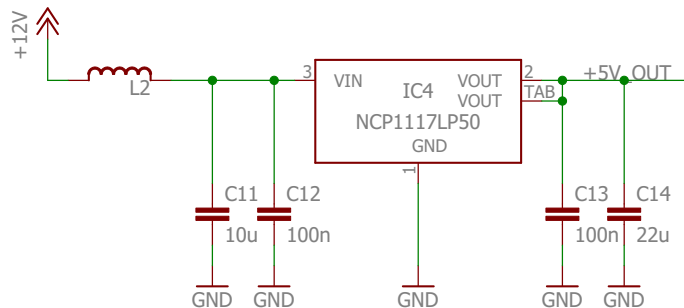 +12V
L2
3
VIN
IC4
NCP1117LP50
GND
1
VOUT
VOUT
2
TAB
+5V_OUT
C11
10u
C12
100n
C13
100n
C14
22u
GND
GND
GND
GND
GND